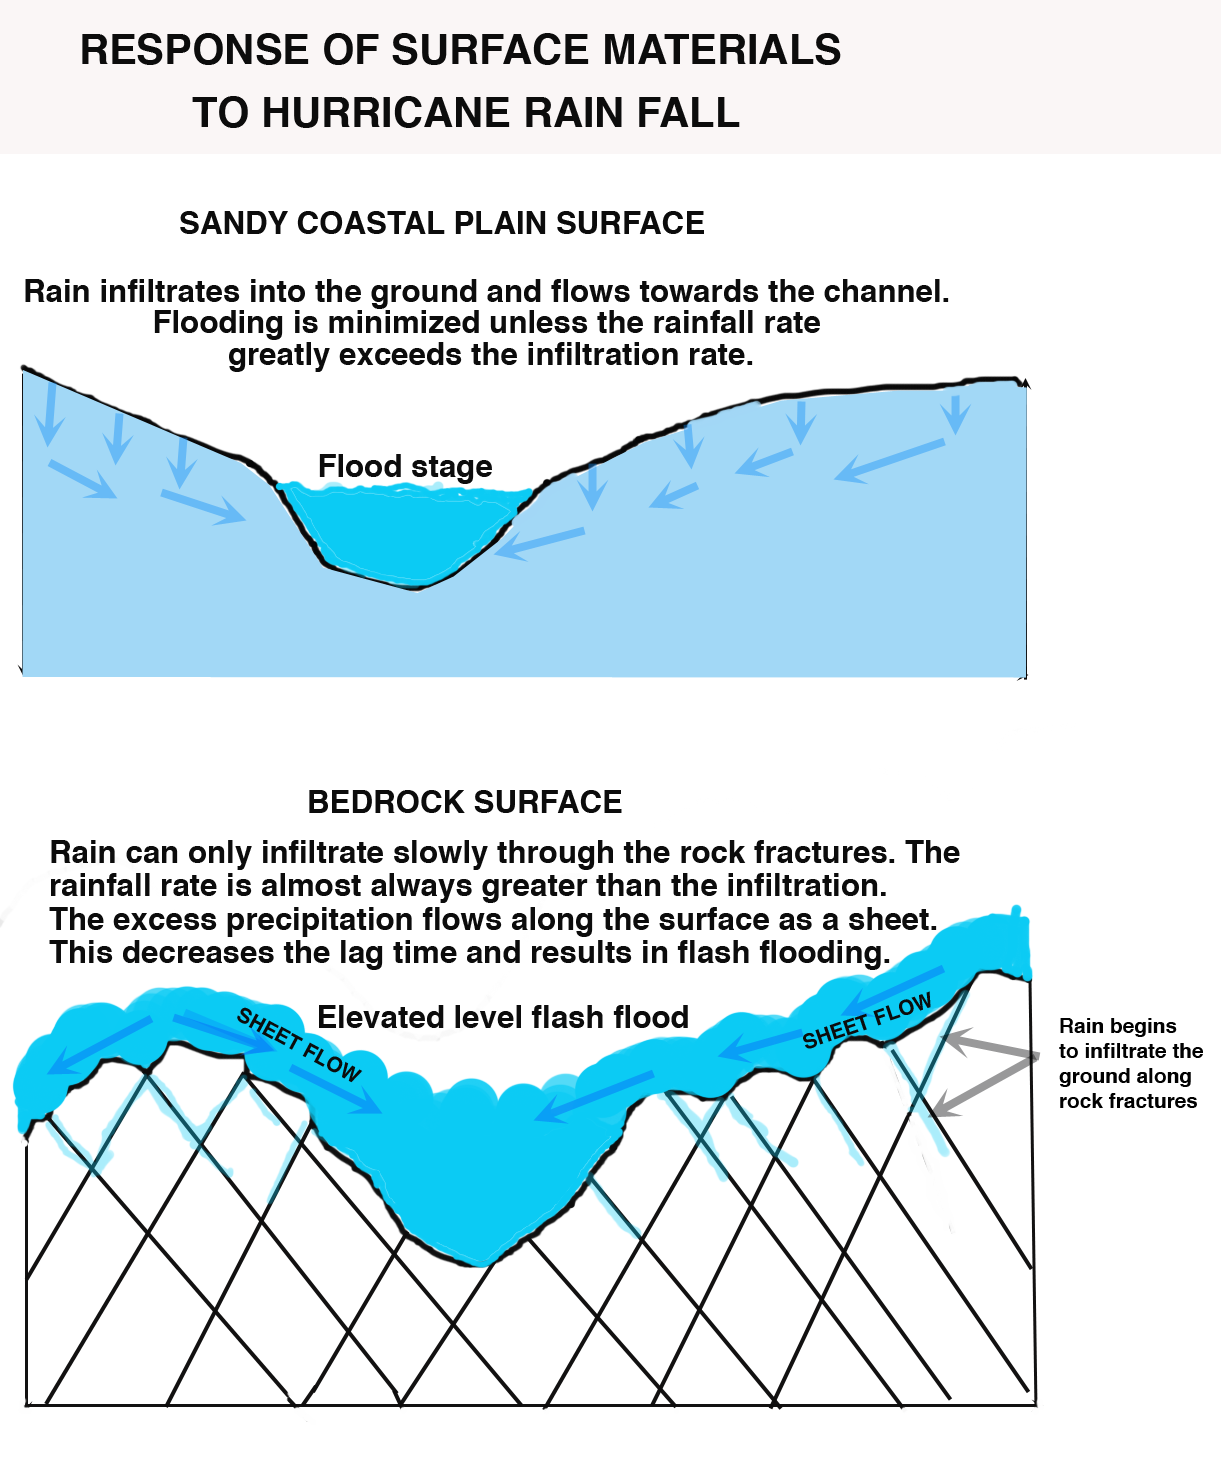 RESPONSE OF SURFACE MATERIALS
TO HURRICANE RAIN FALL
SANDY COASTAL PLAIN SURFACE
Rain infiltrates into the ground and flows towards the channel.
Flooding is minimized unless the rainfall rate
greatly exceeds the infiltration rate.
Flood stage
BEDROCK SURFACE
Rain can only infiltrate slowly through the rock fractures. The
rainfall rate is almost always greater than the infiltration.
The excess precipitation flows along the surface as a sheet.
This decreases the lag time and results in flash flooding.
Elevated level flash flood
SHEET FLOW
SHEET FLOW
Rain begins
to infiltrate the
ground along
rock fractures